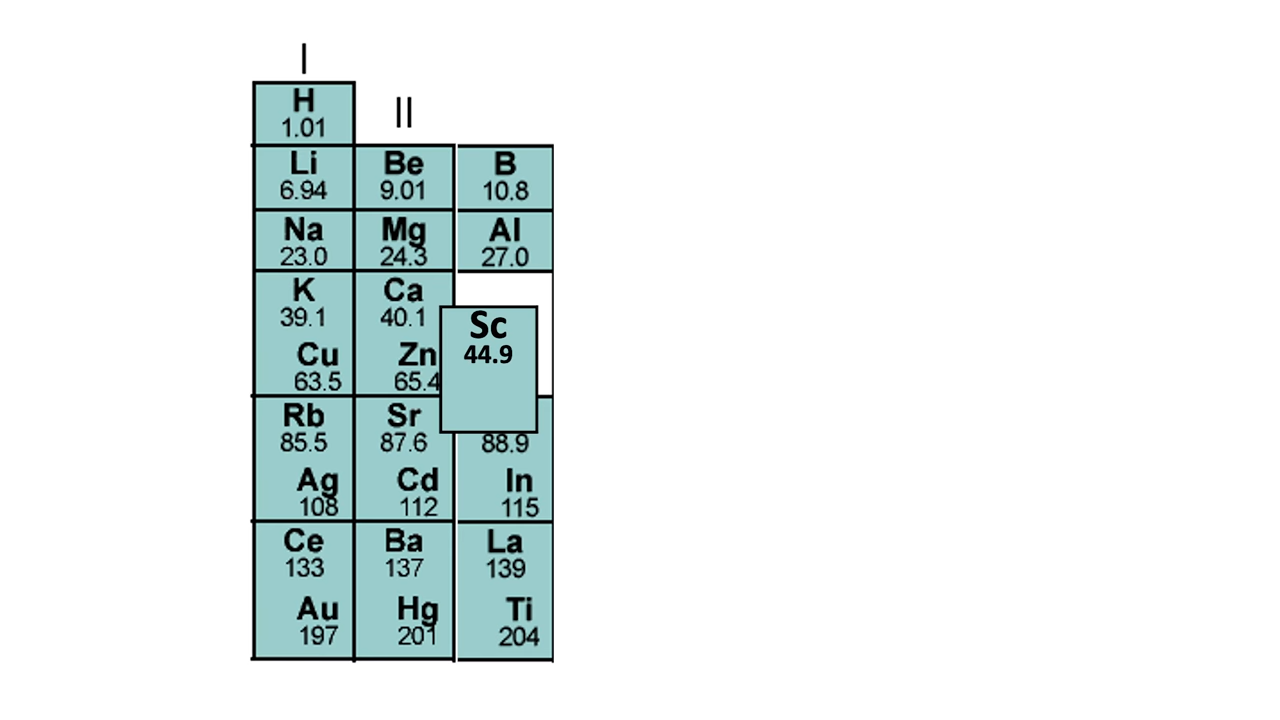 I
H
1.01
II
Li Be B
6.94 9.01 10.8
Na Mg Al
23.0 24.3 27.0
K Ca
39.1 40.1
Sc
44.9
Cu Zn
63.5 65.4
Rb Sr
85.5 87.6 88.9
Ag Cd In
108 112 115
Ce Ba La
133 137 139
Au Hg Ti
197 201 204